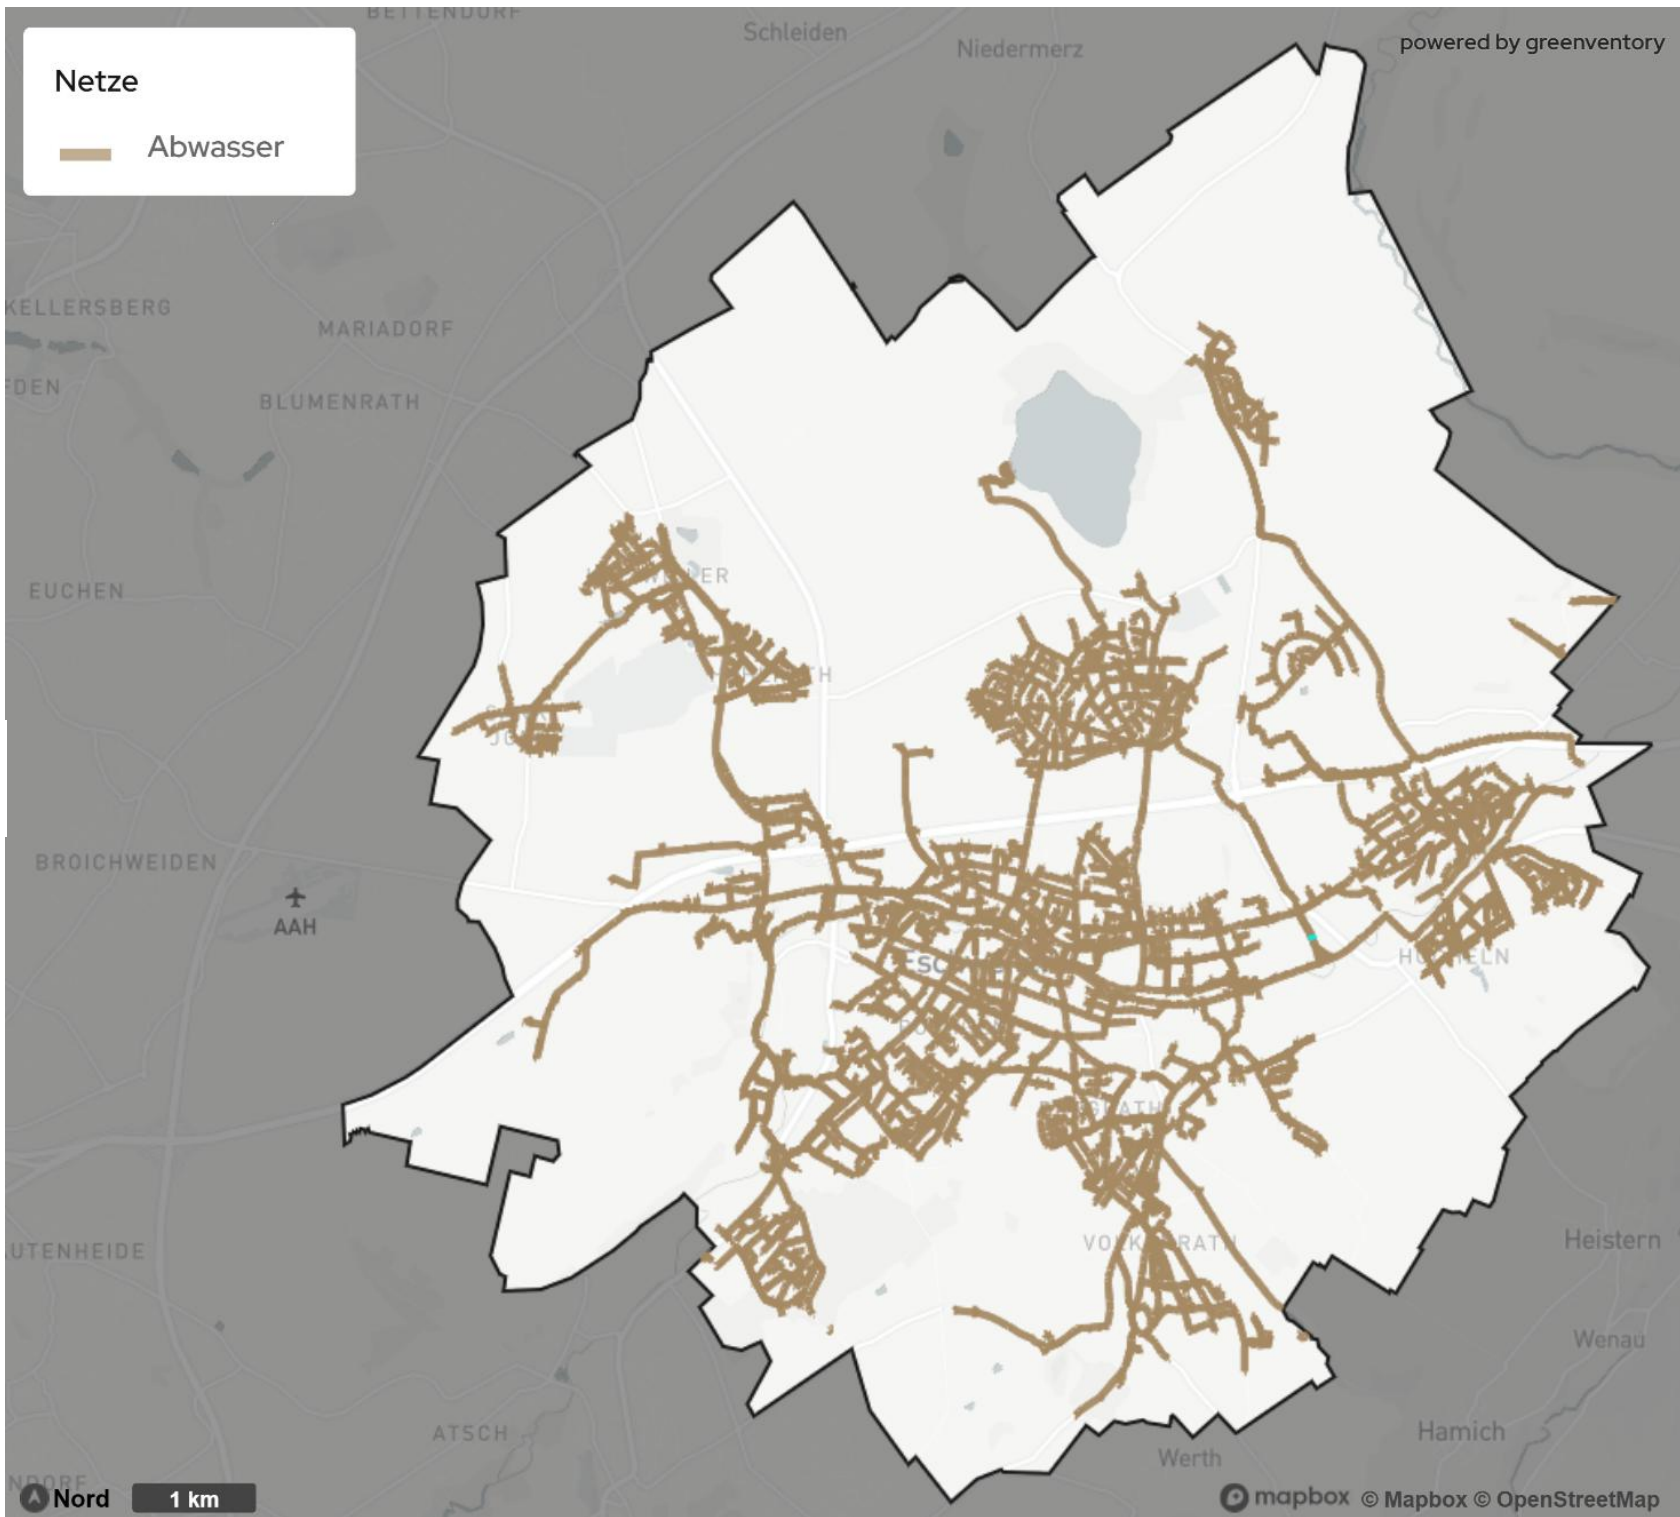 BETTENDORF
Schleiden
Niedermerz
powered by greenventory
Netze
Abwasser
KELLERSBERG
MARIADORF
BLUMENRATH
EUCHEN
BROICHWEIDEN
AAH
Heistern
Wenau
ATSCH
Hamich
Werth
Nord
1 km
mapbox © Mapbox © OpenStreetMap